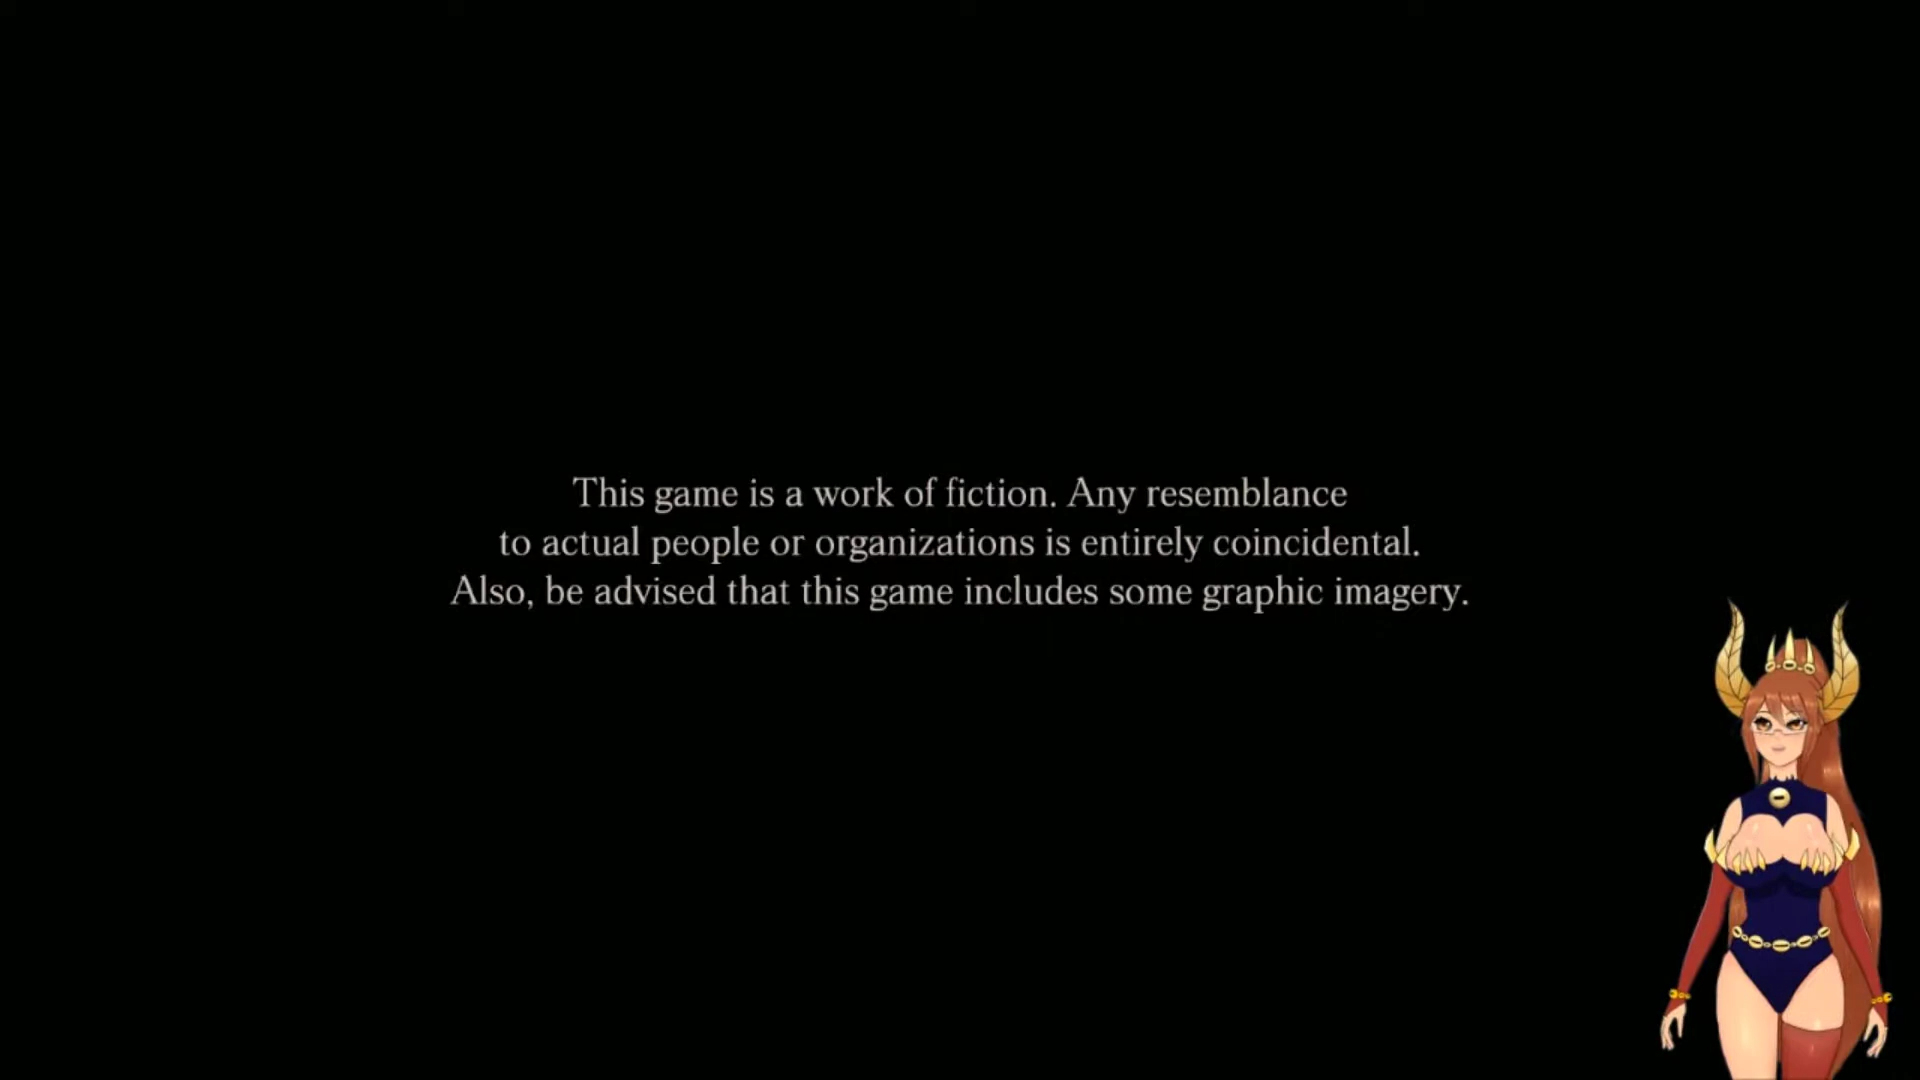 This game is a work of fiction. Any resemblance
to actual people or organizations is entirely coincidental.
Also, be advised that this game includes some graphic imagery.